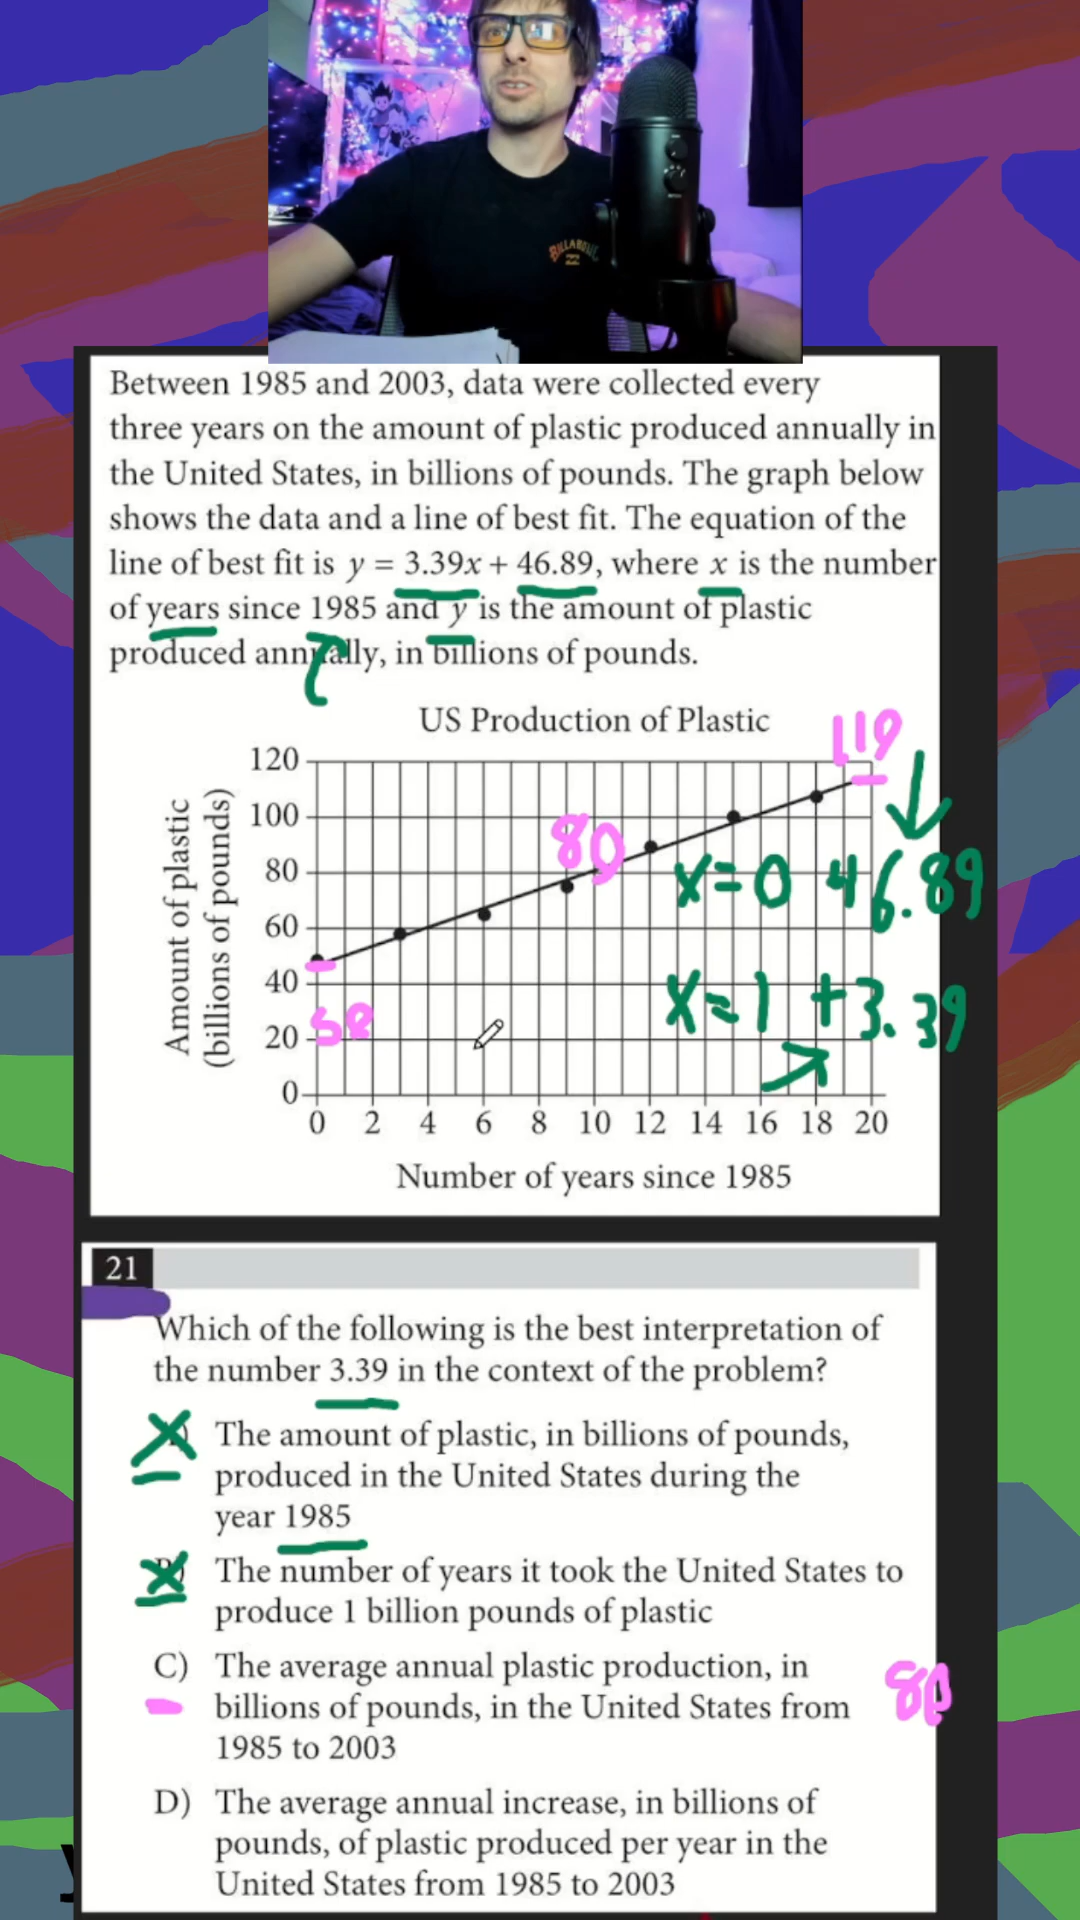 BILLABONG
Between 1985 and 2003, data were collected every
three years on the amount of plastic produced annually in
the United States, in billions of pounds. The graph below
shows the data and a line of best fit. The equation of the
line of best fit is y = 3.39x + 46.89, where x is the number
of years since 1985 and y is the amount of plastic
produced annually, in billions of pounds.
US Production of Plastic
119
Amount of plastic
(billions of pounds)
120
100
80
60
40
20
0
80
x=0 46.89
x=1 +3.39
58
0 2 4 6 8 10 12 14 16 18 20
Number of years since 1985
21
Which of the following is the best interpretation of
the number 3.39 in the context of the problem?
The amount of plastic, in billions of pounds,
produced in the United States during the
year 1985
The number of years it took the United States to
produce 1 billion pounds of plastic
C) The average annual plastic production, in
billions of pounds, in the United States from
1985 to 2003
80
D) The average annual increase, in billions of
pounds, of plastic produced per year in the
United States from 1985 to 2003